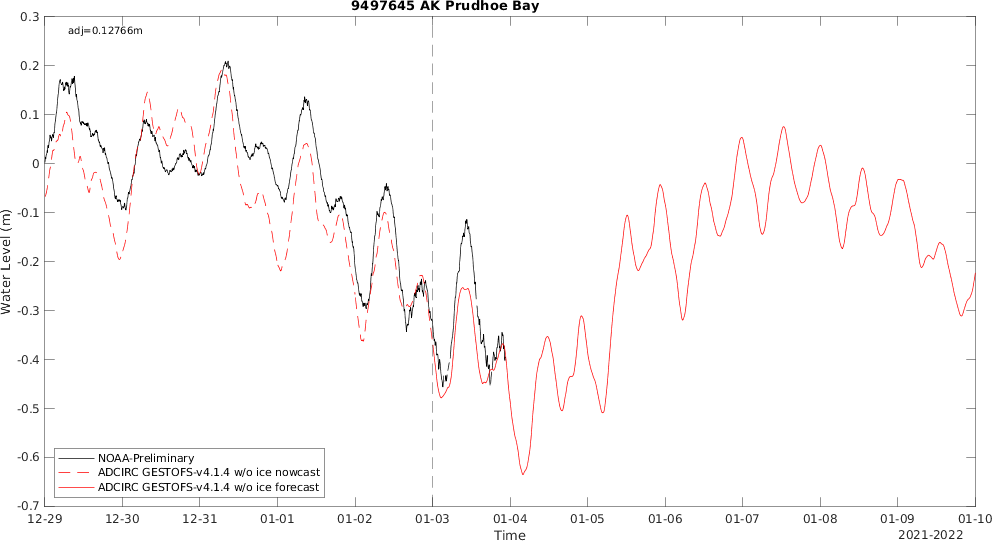 9497645 AK Prudhoe Bay
adj=0.12766m
0.3
0.2
0.1
0
-0.1
-0.2
-0.3
-0.4
-0.5
-0.6
-0.7
Water Level (m)
NOAA-Preliminary
ADCIRC GESTOFS-v4.1.4 w/o ice nowcast
ADCIRC GESTOFS-v4.1.4 w/o ice forecast
12-29 12-30 12-31 01-01 01-02 01-03 01-04 01-05 01-06 01-07 01-08 01-09 01-10
Time
2021-2022